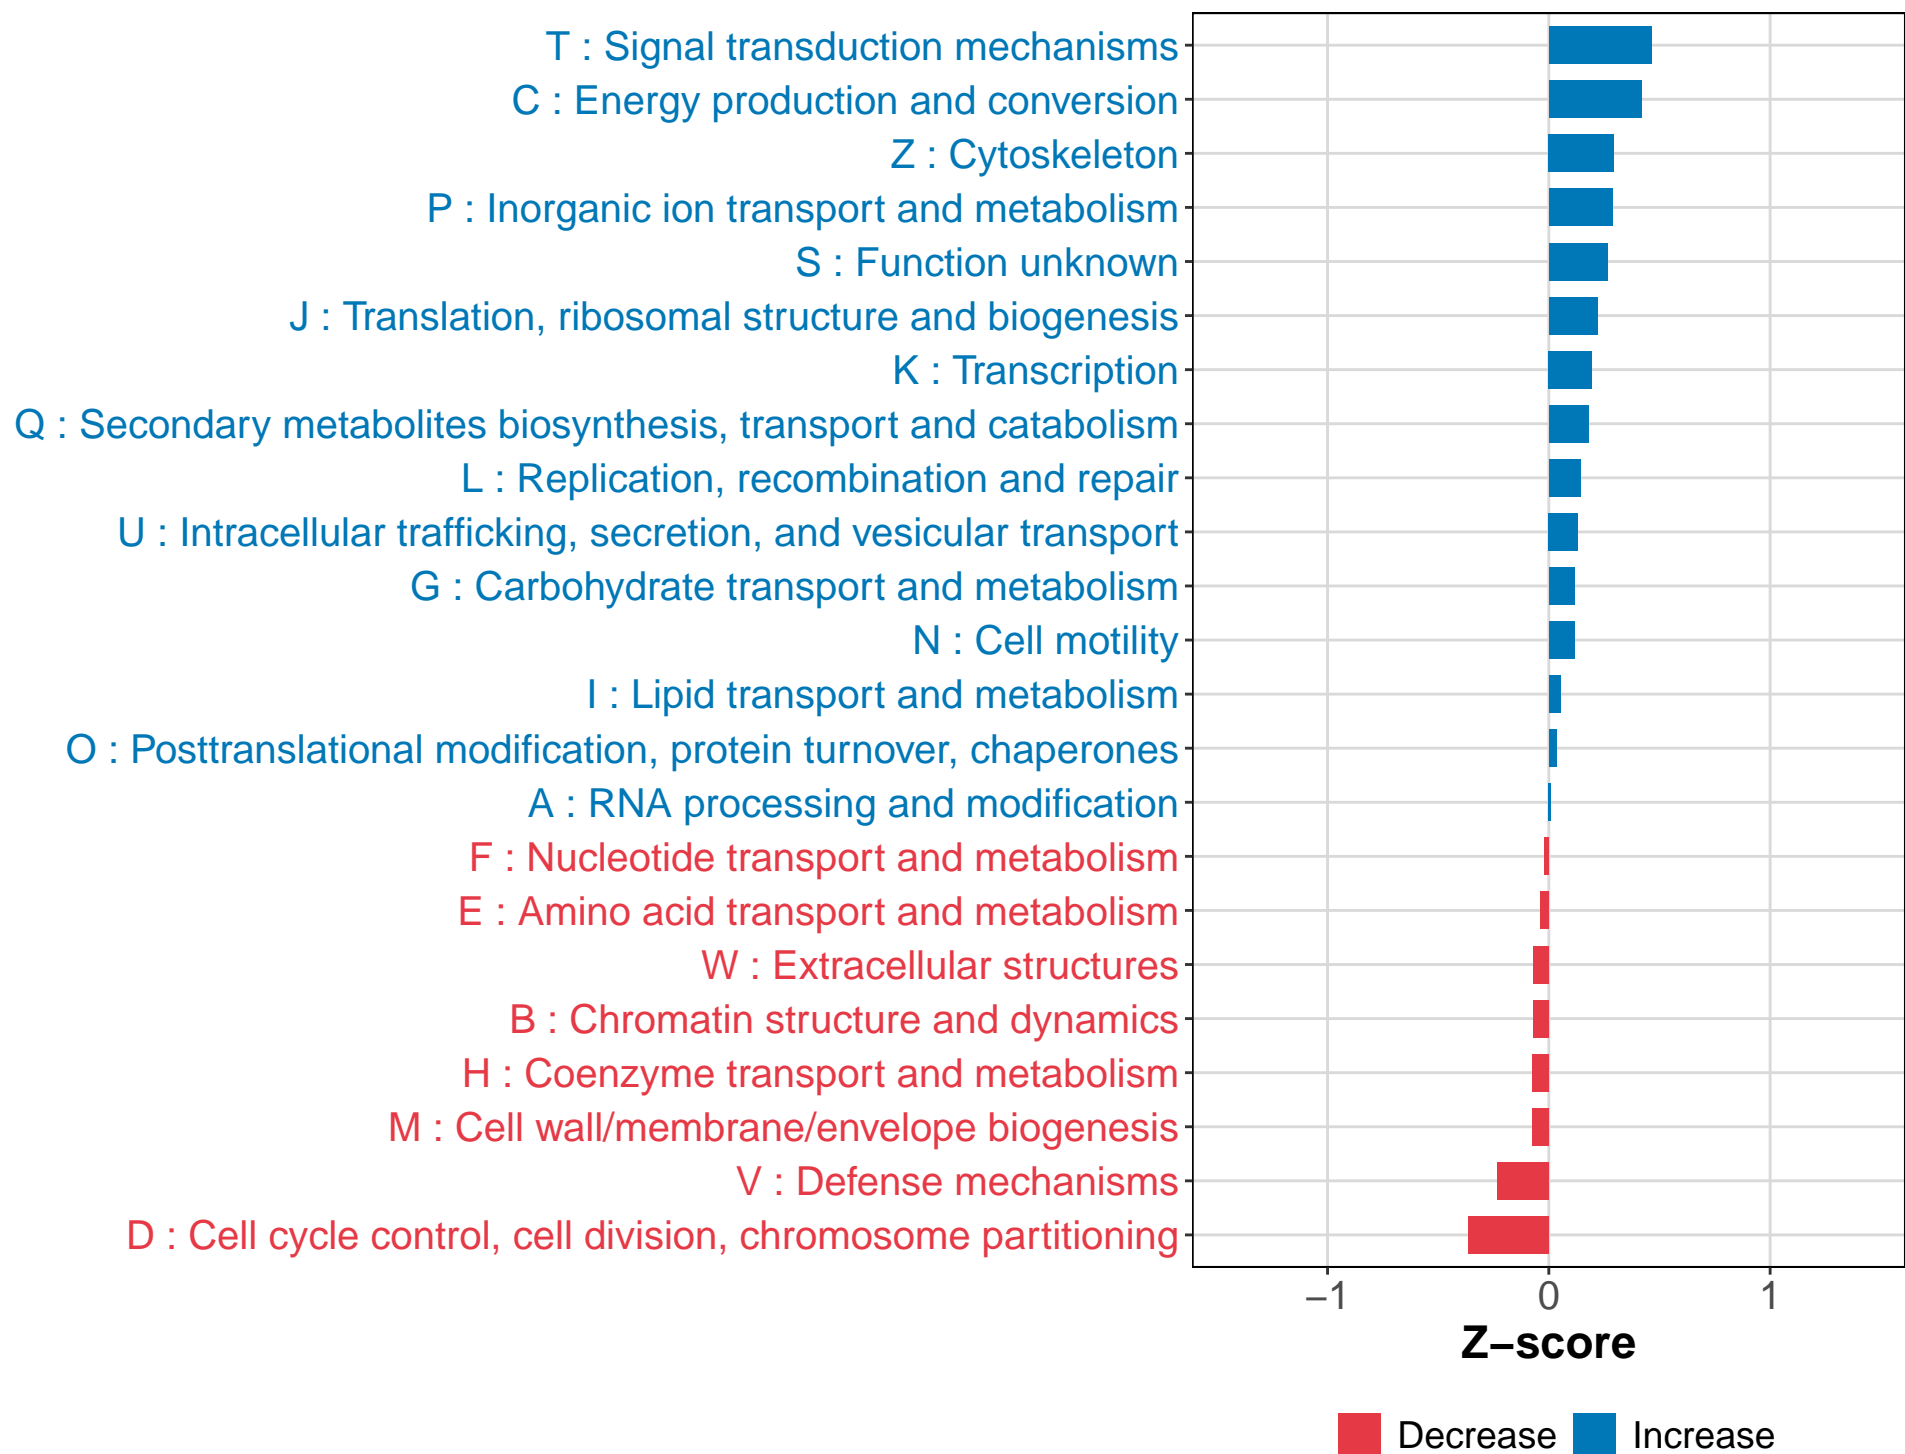 T : Signal transduction mechanisms
C : Energy production and conversion
Z : Cytoskeleton
P : Inorganic ion transport and metabolism
S : Function unknown
J : Translation, ribosomal structure and biogenesis
K : Transcription
Q : Secondary metabolites biosynthesis, transport and catabolism
L : Replication, recombination and repair
U : Intracellular trafficking, secretion, and vesicular transport
G : Carbohydrate transport and metabolism
N : Cell motility
I : Lipid transport and metabolism
O : Posttranslational modification, protein turnover, chaperones
A : RNA processing and modification
F : Nucleotide transport and metabolism
E : Amino acid transport and metabolism
W : Extracellular structures
B : Chromatin structure and dynamics
H : Coenzyme transport and metabolism
M : Cell wall/membrane/envelope biogenesis
V : Defense mechanisms
D : Cell cycle control, cell division, chromosome partitioning
−1 0 1
Z−score
Decrease Increase